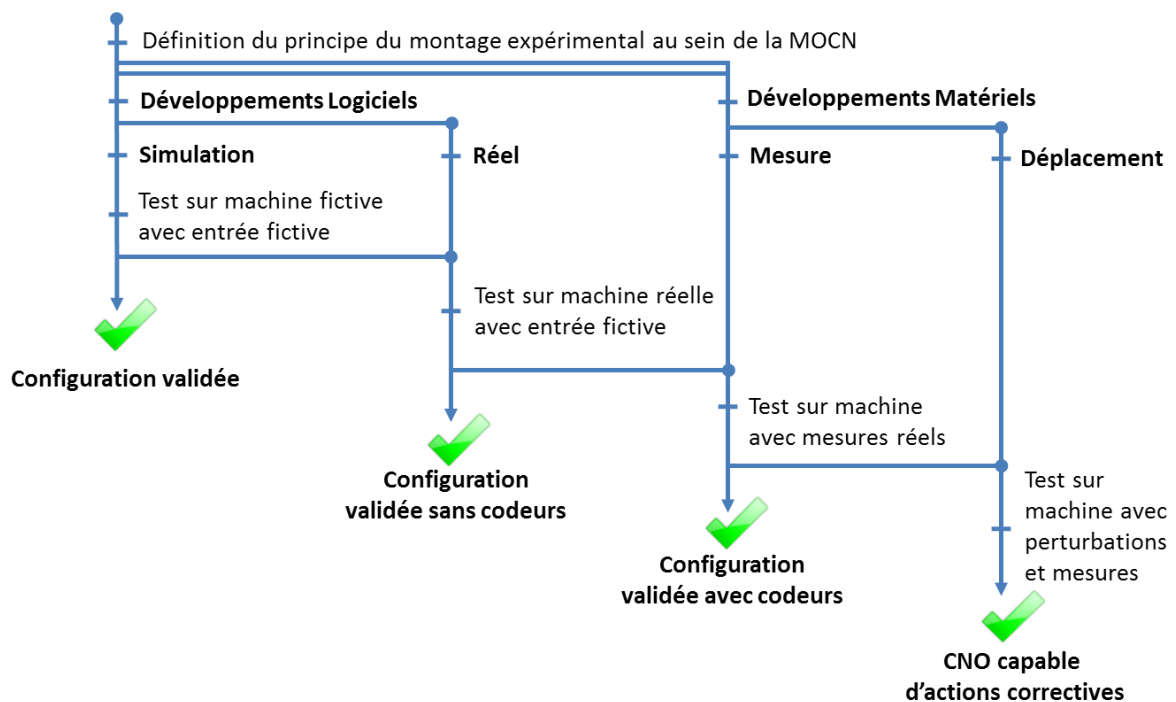 Définition du principe du montage expérimental au sein de la MOCN
Développements Logiciels
Développements Matériels
Simulation
Réel
Mesure
Déplacement
Test sur machine fictive
avec entrée fictive
Test sur machine réelle
avec entrée fictive
Configuration validée
Test sur machine
avec mesures réels
Configuration
validée sans codeurs
Test sur
machine avec
perturbations
et mesures
Configuration
validée avec codeurs
CNO capable
d'actions correctives